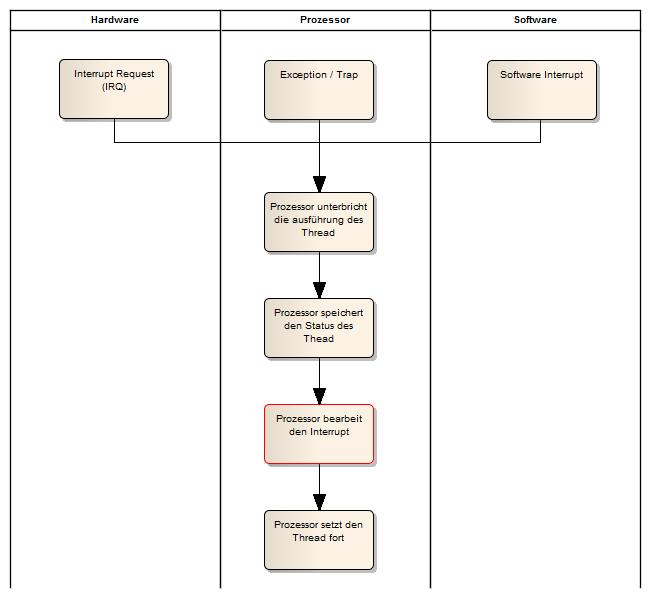 Hardware
Prozessor
Software
Interrupt Request
(IRQ)
Exception / Trap
Software Interrupt
Prozessor unterbricht
die ausführung des
Thread
Prozessor speichert
den Status des
Thead
Prozessor bearbeit
den Interrupt
Prozessor setzt den
Thread fort